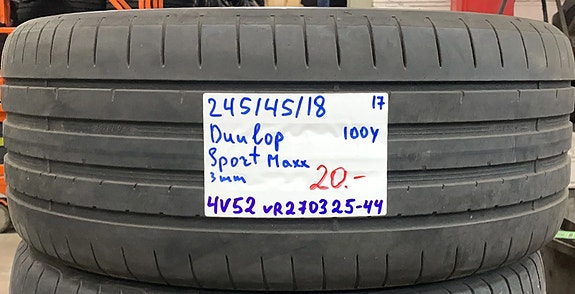 245/45/18 17
Dunlop 100Y
Sport Maxx
3mm 20.-
4V52 VR270325-44